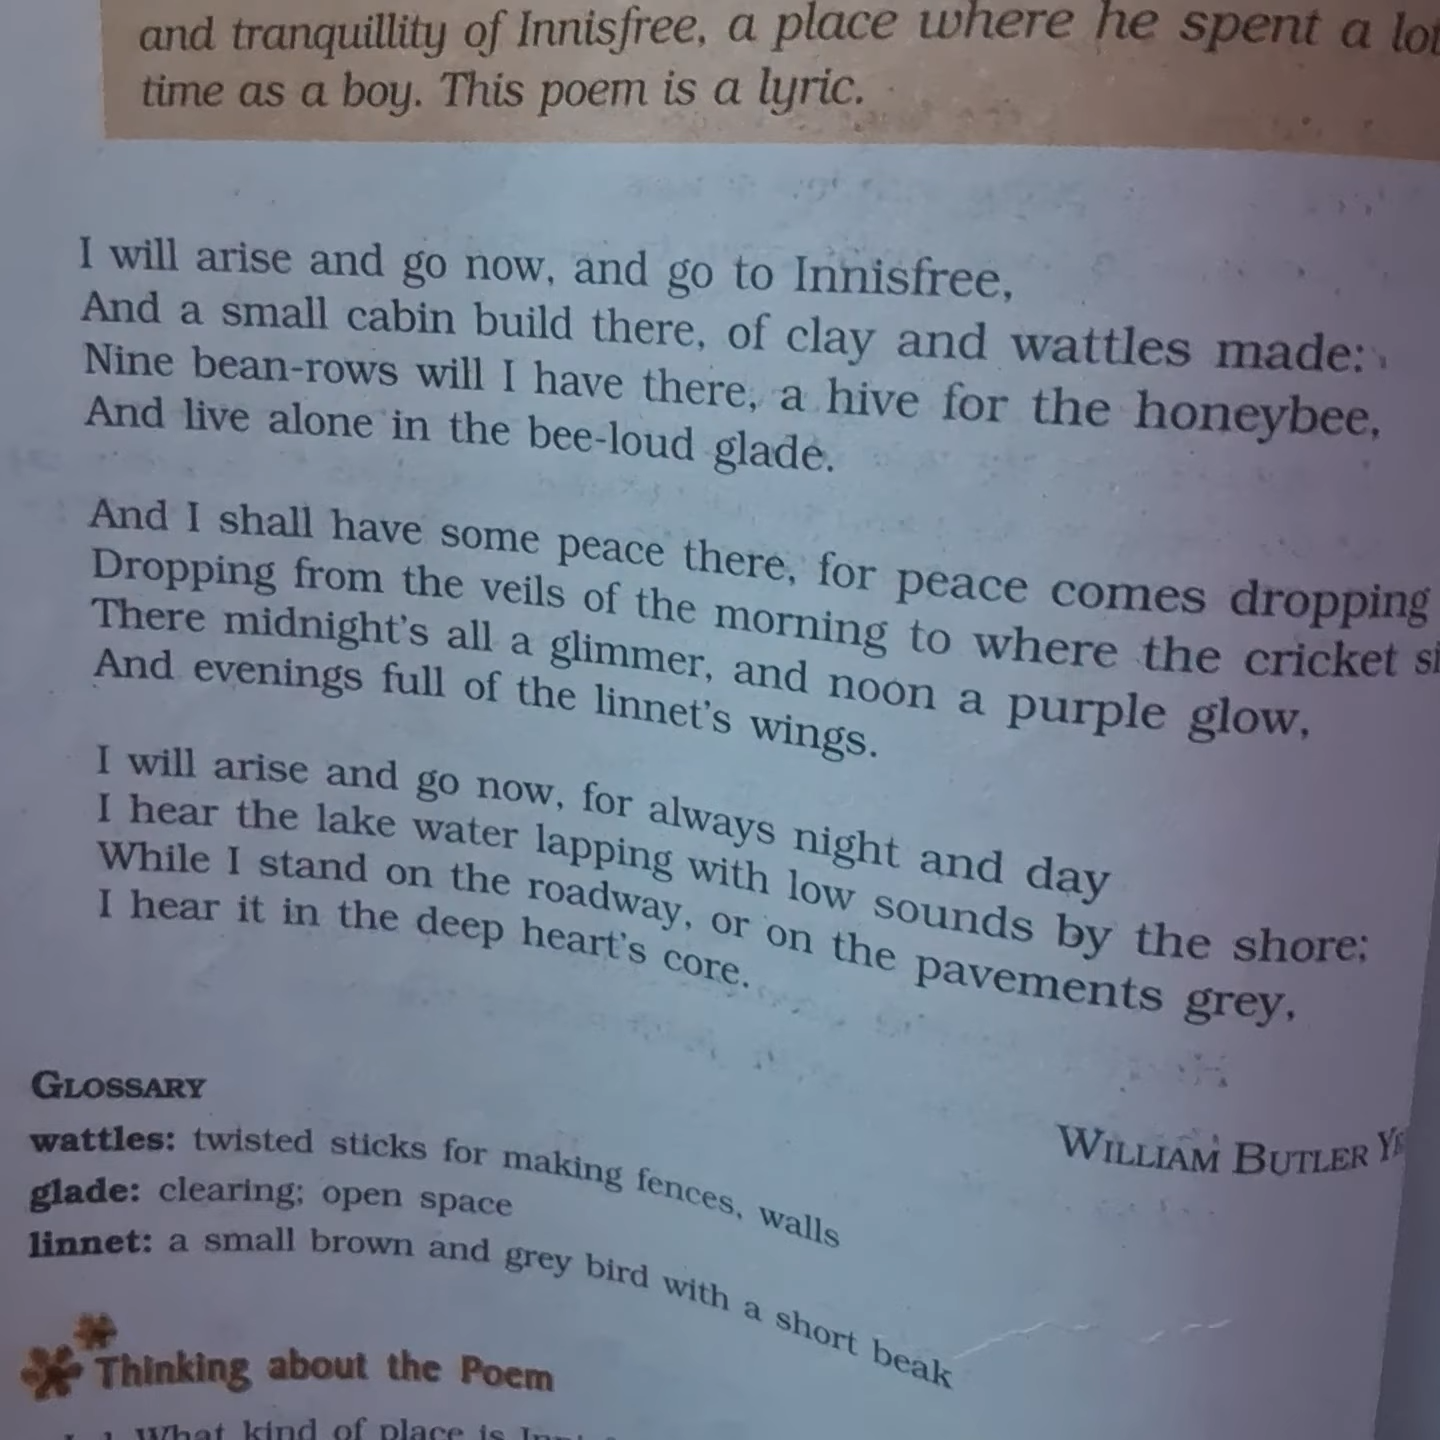 and tranquillity of Innisfree, a place where he spent a lot
time as a boy. This poem is a lyric.
I will arise and go now, and go to Innisfree,
And a small cabin build there, of clay and wattles made:
Nine bean-rows will I have there, a hive for the honeybee,
And live alone in the bee-loud glade.
And I shall have some peace there, for peace comes dropping
Dropping from the veils of the morning to where the cricket
There midnight's all a glimmer, and noon a purple glow,
And evenings full of the linnet's wings.
I will arise and go now, for always night and day
I hear the lake water lapping with low sounds by the shore;
While I stand on the roadway, or on the pavements grey,
I hear it in the deep heart's core.
WILLIAM BUTLER
GLOSSARY
wattles: twisted sticks for making fences, walls
glade: clearing; open space
linnet: a small brown and grey bird with a short beak
Thinking about the Poem
What kind of place is